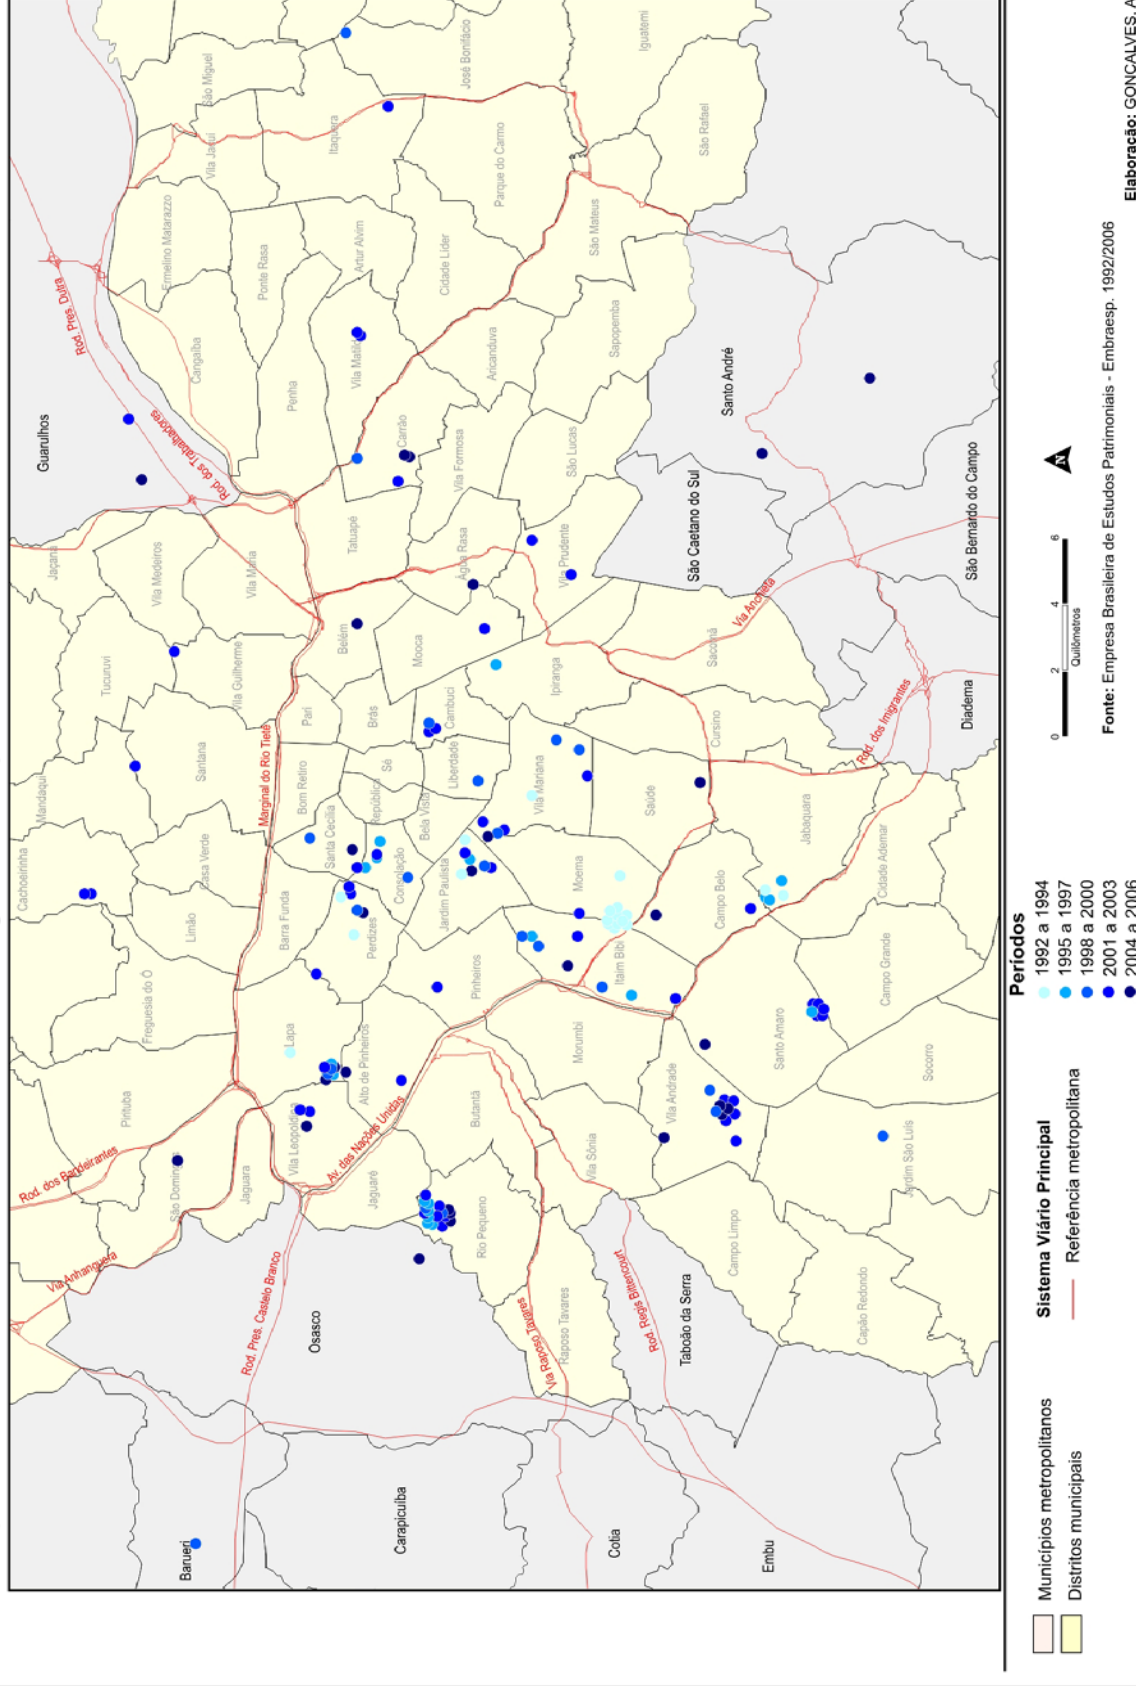 Guarulhos
Rod. Pres. Dutra
Rod. dos Trabalhadores
Jaçana
Vila Medeiros
Vila Maria
Tucuruvi
Vila Guilherme
Mandaqui
Santana
Cachoeirinha
Casa Verde
Limão
Freguesia do Ó
Pirituba
Rod. dos Bandeirantes
Via Anhanguera
São Domingos
Jaguara
Marginal do Rio Tietê
São Miguel
Vila Jacuí
Ermelino Matarazzo
Ponte Rasa
Cangaíba
Penha
Itaquera
José Bonifácio
Iguatemi
Parque do Carmo
São Rafael
São Mateus
Artur Alvim
Cidade Líder
Vila Matilde
Aricanduva
Sapopemba
Carrão
Vila Formosa
São Lucas
Tatuapé
Água Rasa
Vila Prudente
Belém
Mooca
Pari
Brás
Cambuci
Ipiranga
Sacomã
Cursino
Bom Retiro
Sé
República
Liberdade
Bela Vista
Santa Cecília
Consolação
Vila Mariana
Saúde
Jabaquara
Barra Funda
Perdizes
Jardim Paulista
Moema
Campo Belo
Cidade Ademar
Lapa
Pinheiros
Itaim Bibi
Campo Grande
Alto de Pinheiros
Vila Leopoldina
Av. das Nações Unidas
Jaguaré
Butantã
Morumbi
Santo Amaro
Socorro
Vila Andrade
Vila Sônia
Jardim São Luís
Rio Pequeno
Campo Limpo
Capão Redondo
Raposo Tavares
Via Raposo Tavares
Rod. Regis Bittencourt
Rod. Pres. Castelo Branco
Osasco
Taboão da Serra
Barueri
Carapicuíba
Cotia
Embu
Santo André
São Caetano do Sul
São Bernardo do Campo
Diadema
Via Anchieta
Rod. dos Imigrantes
Municípios metropolitanos
Distritos municipais
Sistema Viário Principal
Referência metropolitana
Períodos
1992 a 1994
1995 a 1997
1998 a 2000
2001 a 2003
2004 a 2006
0 2 4 6
Quilômetros
N
Fonte: Empresa Brasileira de Estudos Patrimoniais - Embraesp. 1992/2006
Elaboração: GONÇALVES, A